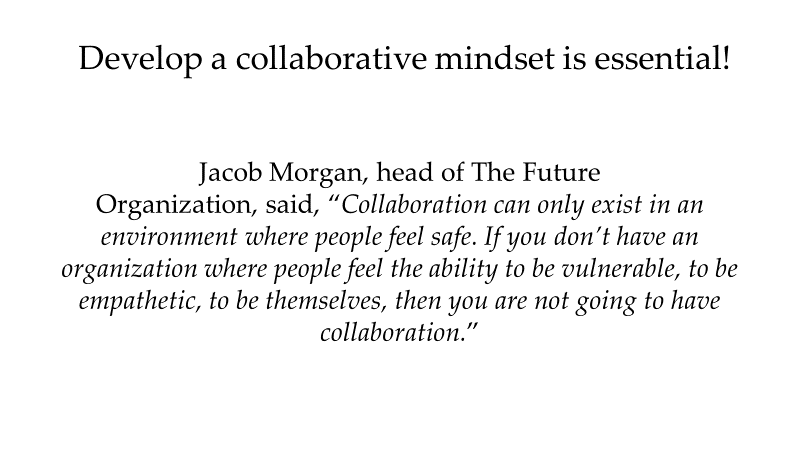 Develop a collaborative mindset is essential!
Jacob Morgan, head of The Future
Organization, said, “Collaboration can only exist in an
environment where people feel safe. If you don’t have an
organization where people feel the ability to be vulnerable, to be
empathetic, to be themselves, then you are not going to have
collaboration.”